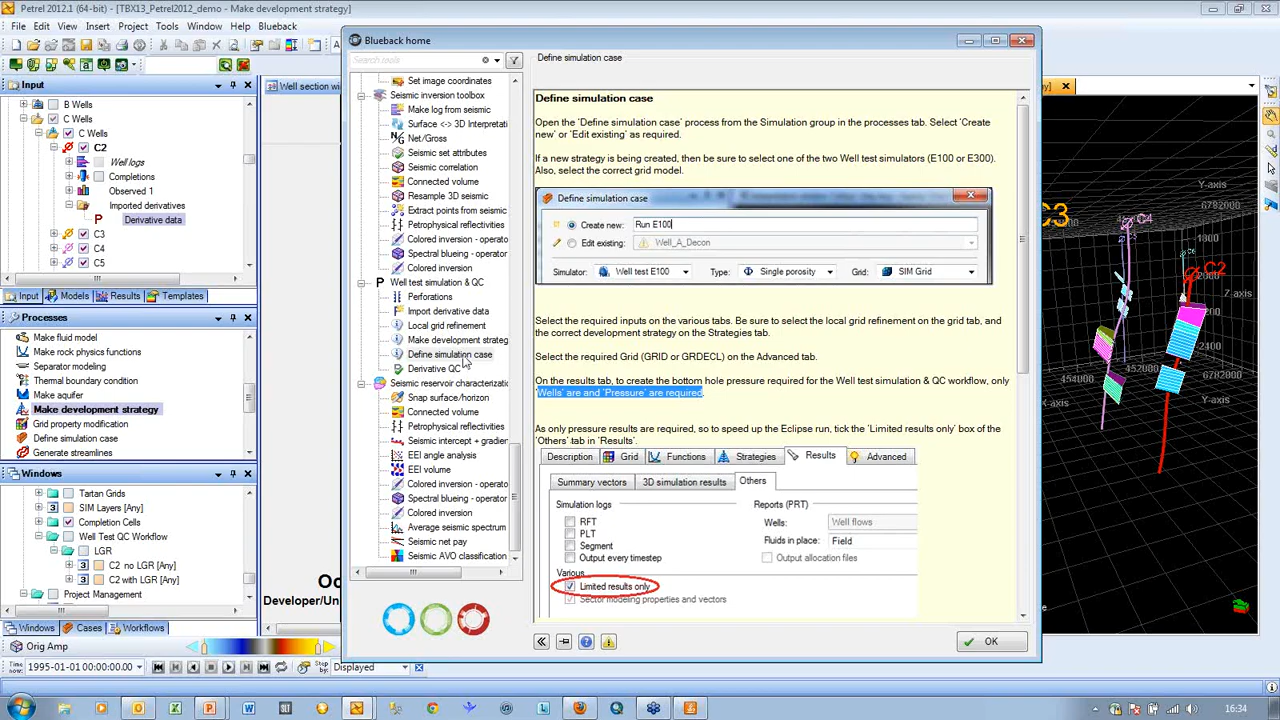 Petrel 2012.1 (64-bit) - [TBX13_Petrel2012_demo - Make development strategy]
File Edit View Insert Project Tools Window Help Blueback
Input
B Wells
C Wells
C Wells
C2
Well logs
Completions
Observed 1
Imported derivatives
Derivative data
C3
C4
C5
Input Models Results Templates
Processes
Make fluid model
Make rock physics functions
Separator modeling
Thermal boundary condition
Make aquifer
Make development strategy
Grid property modification
Define simulation case
Generate streamlines
Windows
Tartan Grids
SIM Layers [Any]
Completion Cells
Well Test QC Workflow
LGR
C2 no LGR [Any]
C2 with LGR [Any]
Project Management
Windows Cases Workflows
Orig Amp
Time now: 1995-01-01 00:00:00.00
Step by: Displayed
Well section win
Developer/Un
Blueback home
Search tools
Set image coordinates
Seismic inversion toolbox
Make log from seismic
Surface <-> 3D Interpretati
Net/Gross
Seismic set attributes
Seismic correlation
Connected volume
Resample 3D seismic
Extract points from seismic
Petrophysical reflectivities
Colored inversion - operato
Spectral blueing - operator
Colored inversion
Well test simulation & QC
Perforations
Import derivative data
Local grid refinement
Make development strateg
Define simulation case
Derivative QC
Seismic reservoir characterizatio
Snap surface/horizon
Connected volume
Petrophysical reflectivities
Seismic intercept + gradien
EEI angle analysis
EEI volume
Colored inversion - operato
Spectral blueing - operator
Colored inversion
Average seismic spectrum
Seismic net pay
Seismic AVO classification
Define simulation case
Define simulation case
Open the 'Define simulation case' process from the Simulation group in the processes tab. Select 'Create
new' or 'Edit existing' as required.
If a new strategy is being created, then be sure to select one of the two Well test simulators (E100 or E300).
Also, select the correct grid model.
Define simulation case
Create new: Run E100
Edit existing: Well_A_Decon
Simulator: Well test E100 Type: Single porosity Grid: SIM Grid
Select the required inputs on the various tabs. Be sure to select the local grid refinement on the grid tab, and
the correct development strategy on the Strategies tab.
Select the required Grid (GRID or GRDECL) on the Advanced tab.
On the results tab, to create the bottom hole pressure required for the Well test simulation & QC workflow, only
'Wells' are and 'Pressure' are required.
As only pressure results are required, so to speed up the Eclipse run, tick the 'Limited results only' box of the
'Others' tab in 'Results'.
Description Grid Functions Strategies Results Advanced
Summary vectors 3D simulation results Others
Simulation logs
RFT
PLT
Segment
Output every timestep
Various
Limited results only
Sector modeling properties and vectors
Reports (PRT)
Wells: Well flows
Fluids in place: Field
Output allocation files
OK
C3
C4
C2
Y-axis
6782000
1800
2000
Z-axis
2400
454000
453000
X-axis
Y-axis
16:34